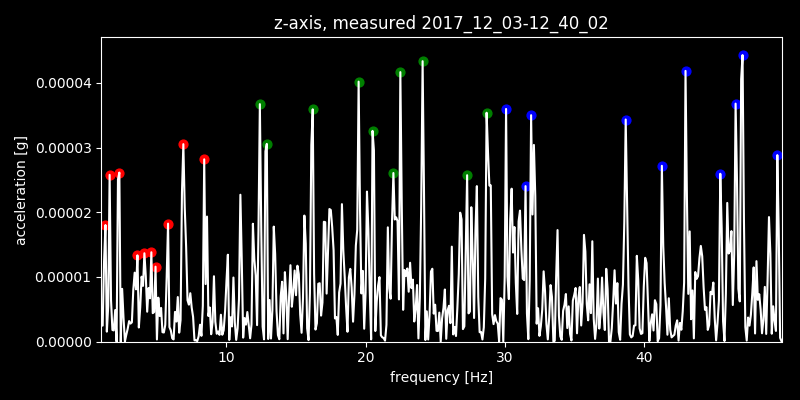 z-axis, measured 2017_12_03-12_40_02
0.00004
0.00003
0.00002
0.00001
0.00000
acceleration [g]
10 20 30 40
frequency [Hz]